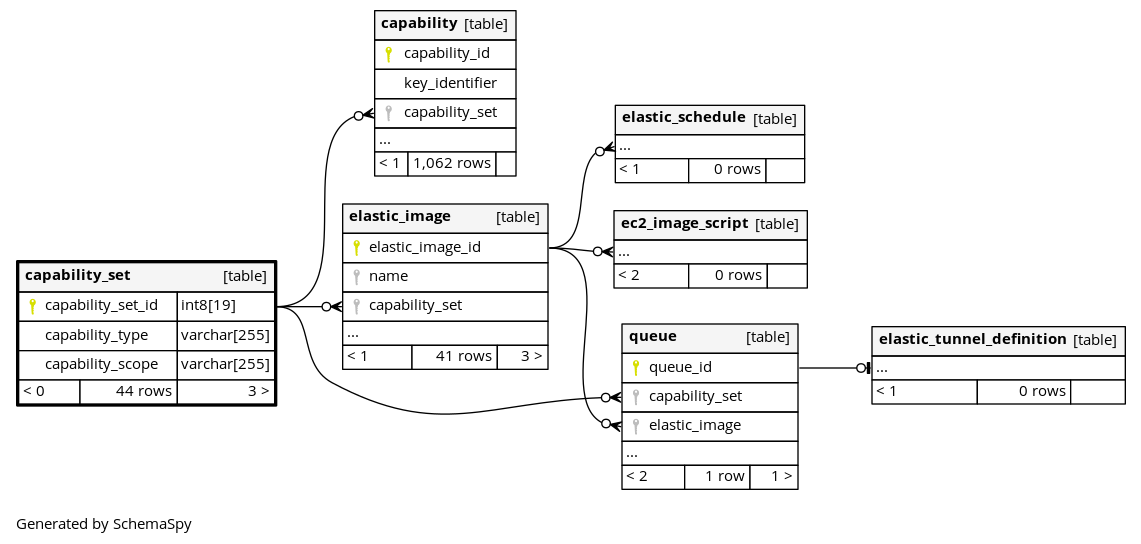 capability [table]
capability_id
key_identifier
capability_set
...
< 1 1,062 rows
elastic_schedule [table]
...
< 1 0 rows
elastic_image [table]
elastic_image_id
name
capability_set
...
< 1 41 rows 3 >
ec2_image_script [table]
...
< 2 0 rows
capability_set [table]
capability_set_id int8[19]
capability_type varchar[255]
capability_scope varchar[255]
< 0 44 rows 3 >
queue [table]
queue_id
capability_set
elastic_image
...
< 2 1 row 1 >
elastic_tunnel_definition [table]
...
< 1 0 rows
Generated by SchemaSpy